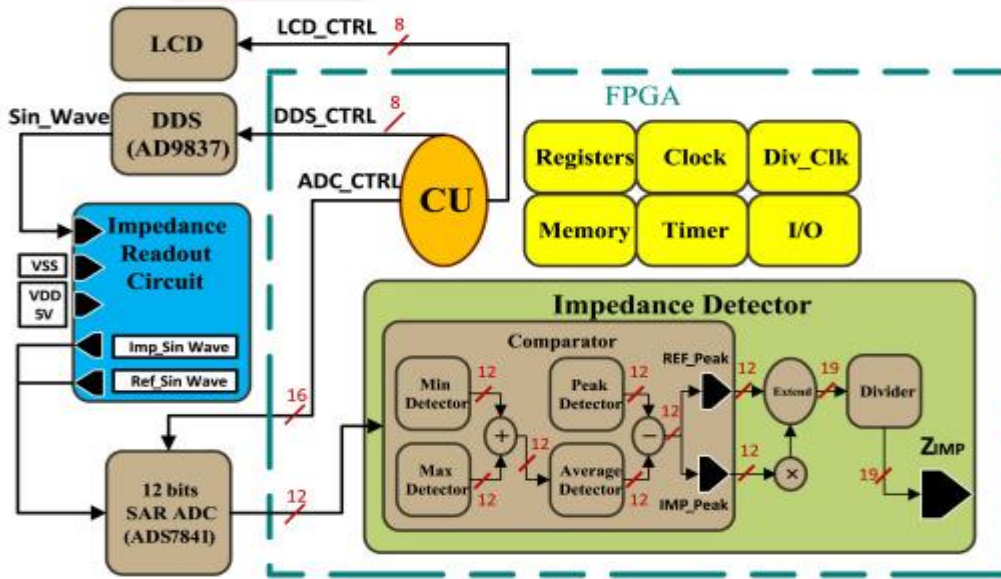 LCD
LCD_CTRL
8
FPGA
Sin_Wave
DDS
(AD9837)
DDS_CTRL
8
ADC_CTRL
CU
Registers
Clock
Div_Clk
Memory
Timer
I/O
Impedance
Readout
Circuit
VSS
VDD
5V
Imp_Sin Wave
Ref_Sin Wave
16
12 bits
SAR ADC
(ADS7841)
12
Impedance Detector
Comparator
Min
Detector
12
+
Max
Detector
12
12
Peak
Detector
12
−
Average
Detector
12
12
REF_Peak
IMP_Peak
12
12
Extend
×
19
Divider
19
ZIMP